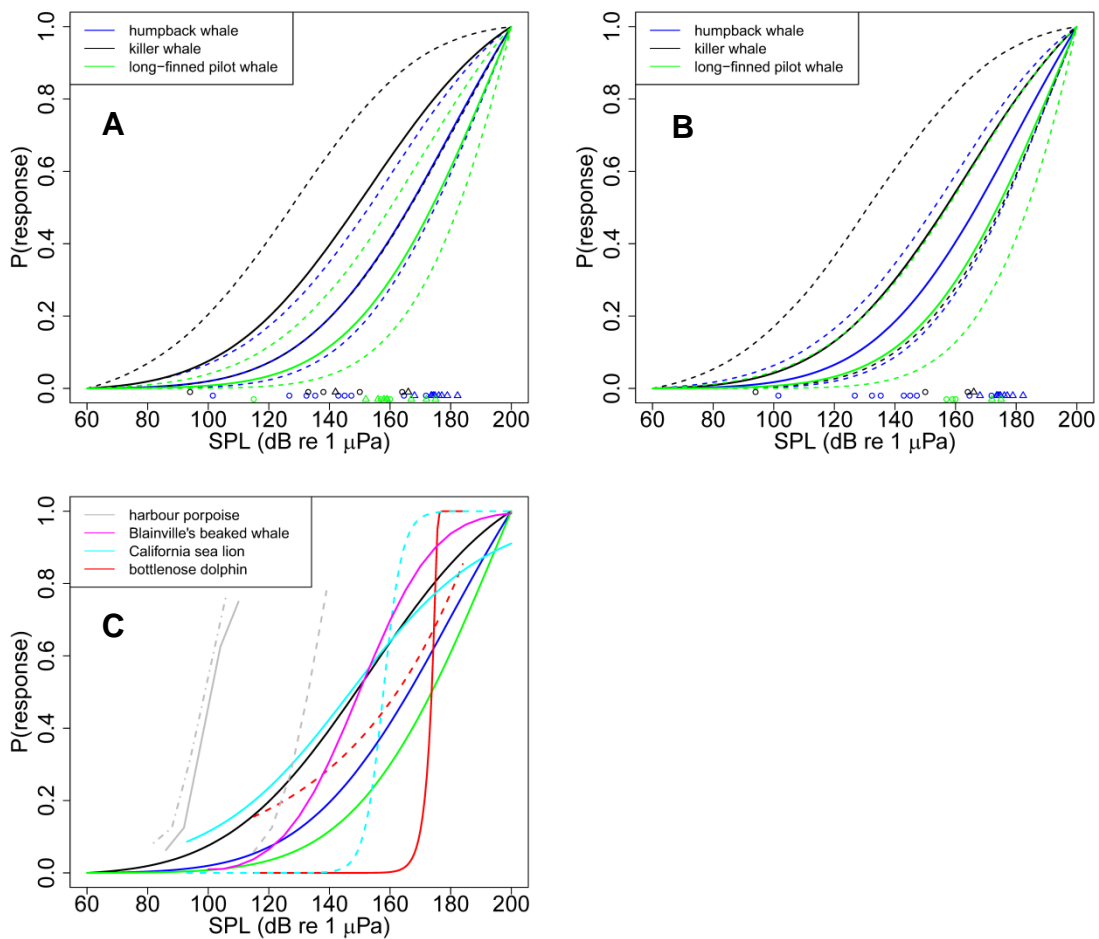 humpback whale
killer whale
long−finned pilot whale
A
P(response)
1.0
0.8
0.6
0.4
0.2
0.0
60 80 100 120 140 160 180 200
SPL (dB re 1 μPa)
humpback whale
killer whale
long−finned pilot whale
B
P(response)
1.0
0.8
0.6
0.4
0.2
0.0
60 80 100 120 140 160 180 200
SPL (dB re 1 μPa)
harbour porpoise
Blainville's beaked whale
California sea lion
bottlenose dolphin
C
P(response)
1.0
0.8
0.6
0.4
0.2
0.0
60 80 100 120 140 160 180 200
SPL (dB re 1 μPa)